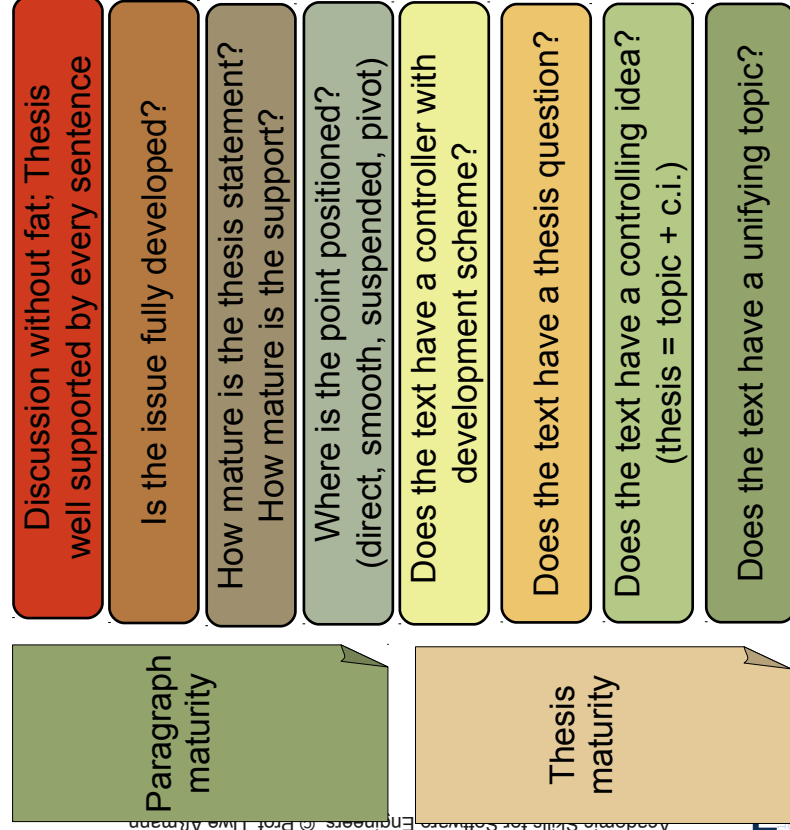 Discussion without fat; Thesis
well supported by every sentence
Is the issue fully developed?
How mature is the thesis statement?
How mature is the support?
Where is the point positioned?
(direct, smooth, suspended, pivot)
Does the text have a controller with
development scheme?
Does the text have a thesis question?
Does the text have a controlling idea?
(thesis = topic + c.i.)
Does the text have a unifying topic?
Paragraph
maturity
Thesis
maturity
Academic Skills for Software Engineers © Prof. Uwe Aßmann